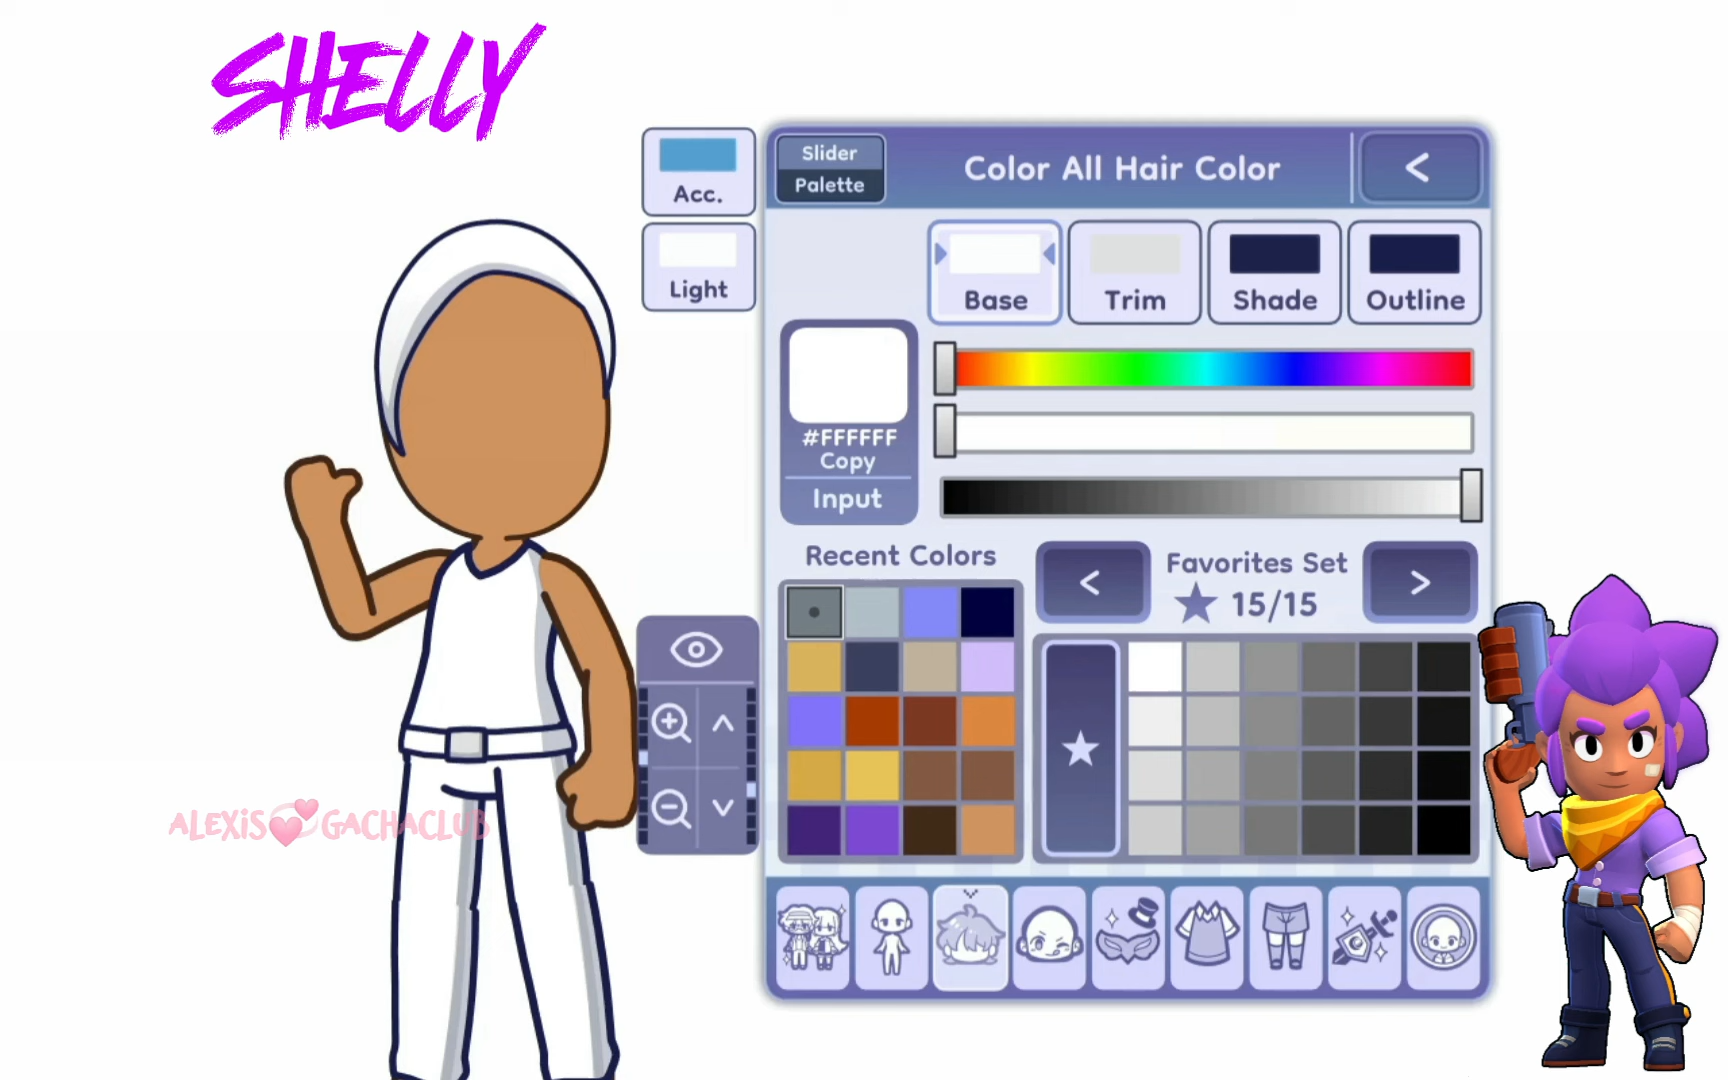 SHELLY
Acc.
Light
Slider
Palette
Color All Hair Color
<
Base
Trim
Shade
Outline
#FFFFFF
Copy
Input
Recent Colors
<
Favorites Set
15/15
>
ALEXIS GACHACLUB